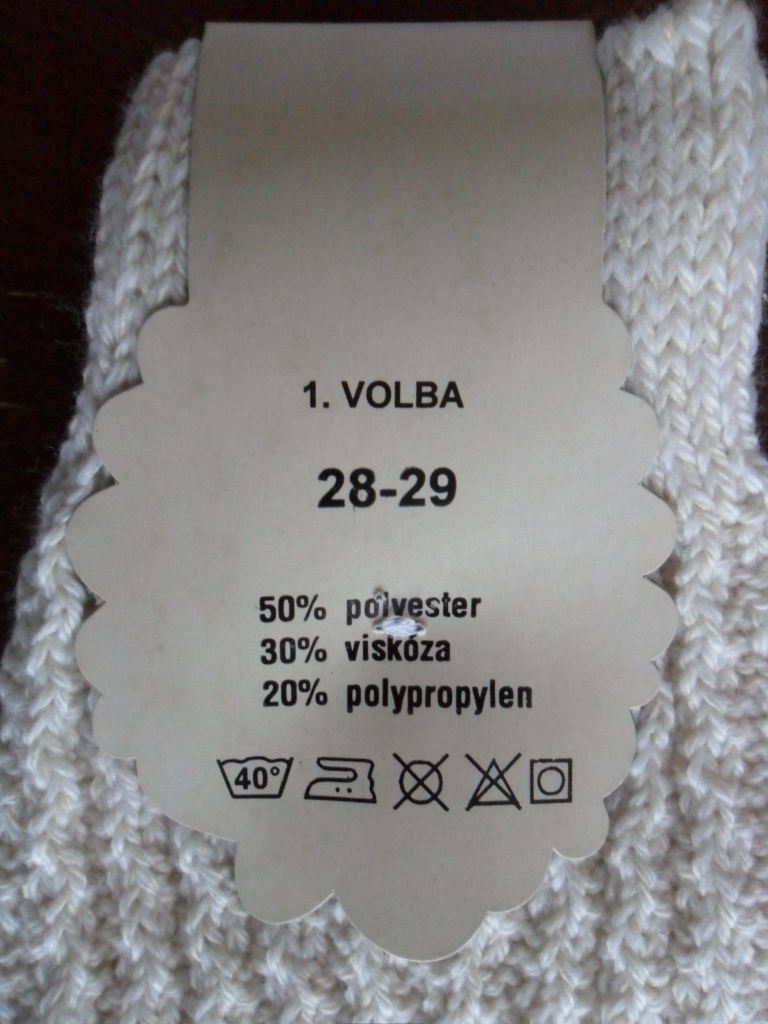 1. VOLBA
28-29
50% polyester
30% viskóza
20% polypropylen
40°